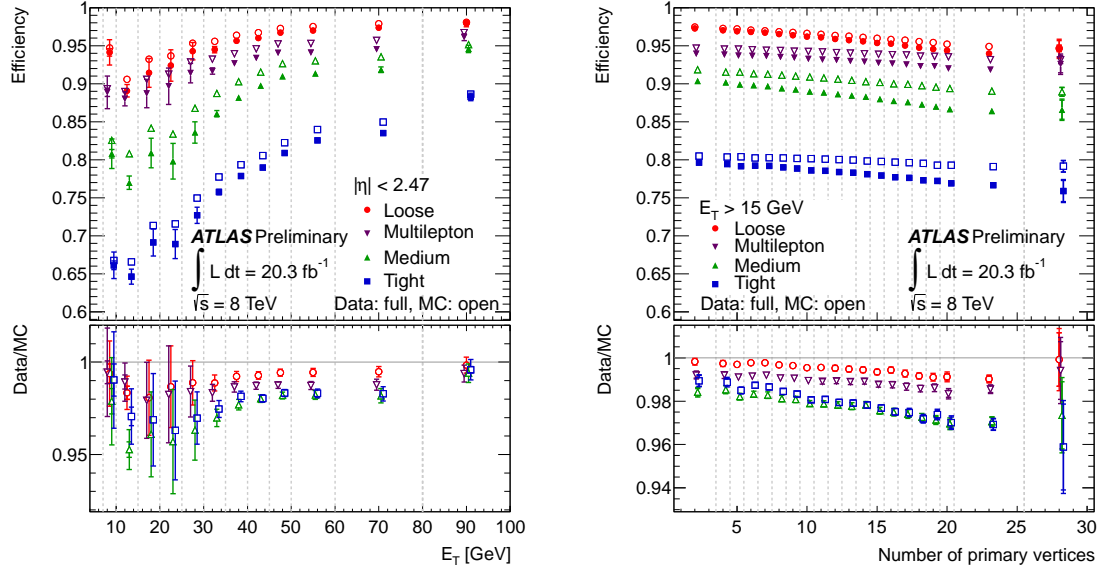 Efficiency
1
0.95
0.9
0.85
0.8
0.75
0.7
0.65
0.6
|η| < 2.47
Loose
Multilepton
Medium
Tight
ATLAS Preliminary
∫ L dt = 20.3 fb⁻¹
√s = 8 TeV
Data: full, MC: open
Data/MC
1
0.95
10 20 30 40 50 60 70 80 90 100
E_T [GeV]
Efficiency
1
0.95
0.9
0.85
0.8
0.75
0.7
0.65
0.6
E_T > 15 GeV
Loose
Multilepton
Medium
Tight
Data: full, MC: open
ATLAS Preliminary
∫ L dt = 20.3 fb⁻¹
√s = 8 TeV
Data/MC
1
0.98
0.96
0.94
5 10 15 20 25 30
Number of primary vertices